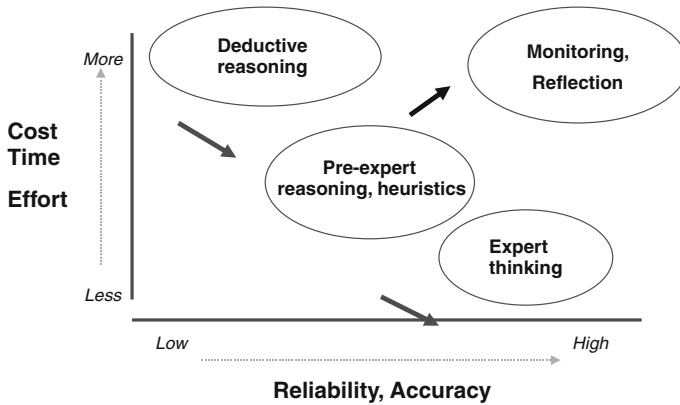 Deductive
reasoning
Monitoring,
Reflection
More
Cost
Time
Effort
Pre-expert
reasoning, heuristics
Expert
thinking
Less
Low
High
Reliability, Accuracy